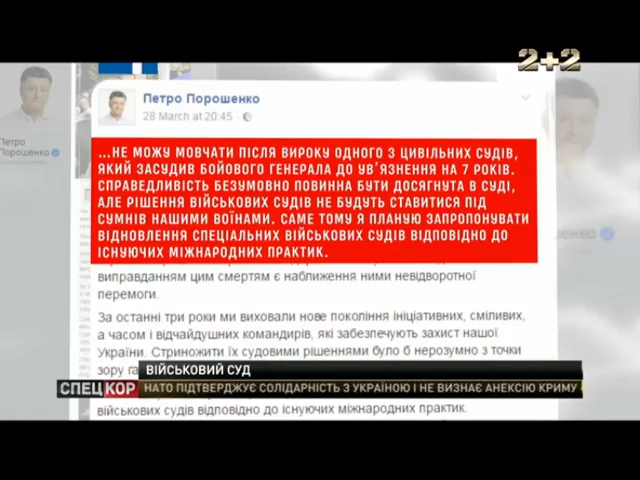 2+2
Петро Порошенко
28 March at 20:45
Петро
Порошенко
...НЕ МОЖУ МОВЧАТИ ПІСЛЯ ВИРОКУ ОДНОГО З ЦИВІЛЬНИХ СУДІВ,
ЯКИЙ ЗАСУДИВ БОЙОВОГО ГЕНЕРАЛА ДО УВ'ЯЗНЕННЯ НА 7 РОКІВ.
СПРАВЕДЛИВІСТЬ БЕЗУМОВНО ПОВИННА БУТИ ДОСЯГНУТА В СУДІ,
АЛЕ РІШЕННЯ ВІЙСЬКОВИХ СУДІВ НЕ БУДУТЬ СТАВИТИСЯ ПІД
СУМНІВ НАШИМИ ВОЇНАМИ. САМЕ ТОМУ Я ПЛАНУЮ ЗАПРОПОНУВАТИ
ВІДНОВЛЕННЯ СПЕЦІАЛЬНИХ ВІЙСЬКОВИХ СУДІВ ВІДПОВІДНО ДО
ІСНУЮЧИХ МІЖНАРОДНИХ ПРАКТИК.
виправданням цим смертям є наближення ними невідворотної
перемоги.
За останні три роки ми виховали нове покоління ініціативних, сміливих,
а часом і відчайдушних командирів, які забезпечують захист нашої
України. Стриножити їх судовими рішеннями було б нерозумно з точки
зору
ВІЙСЬКОВИЙ СУД
СПЕЦКОР
НАТО ПІДТВЕРДЖУЄ СОЛІДАРНІСТЬ З УКРАЇНОЮ І НЕ ВИЗНАЄ АНЕКСІЮ КРИМУ
військових судів відповідно до існуючих міжнародних практик.